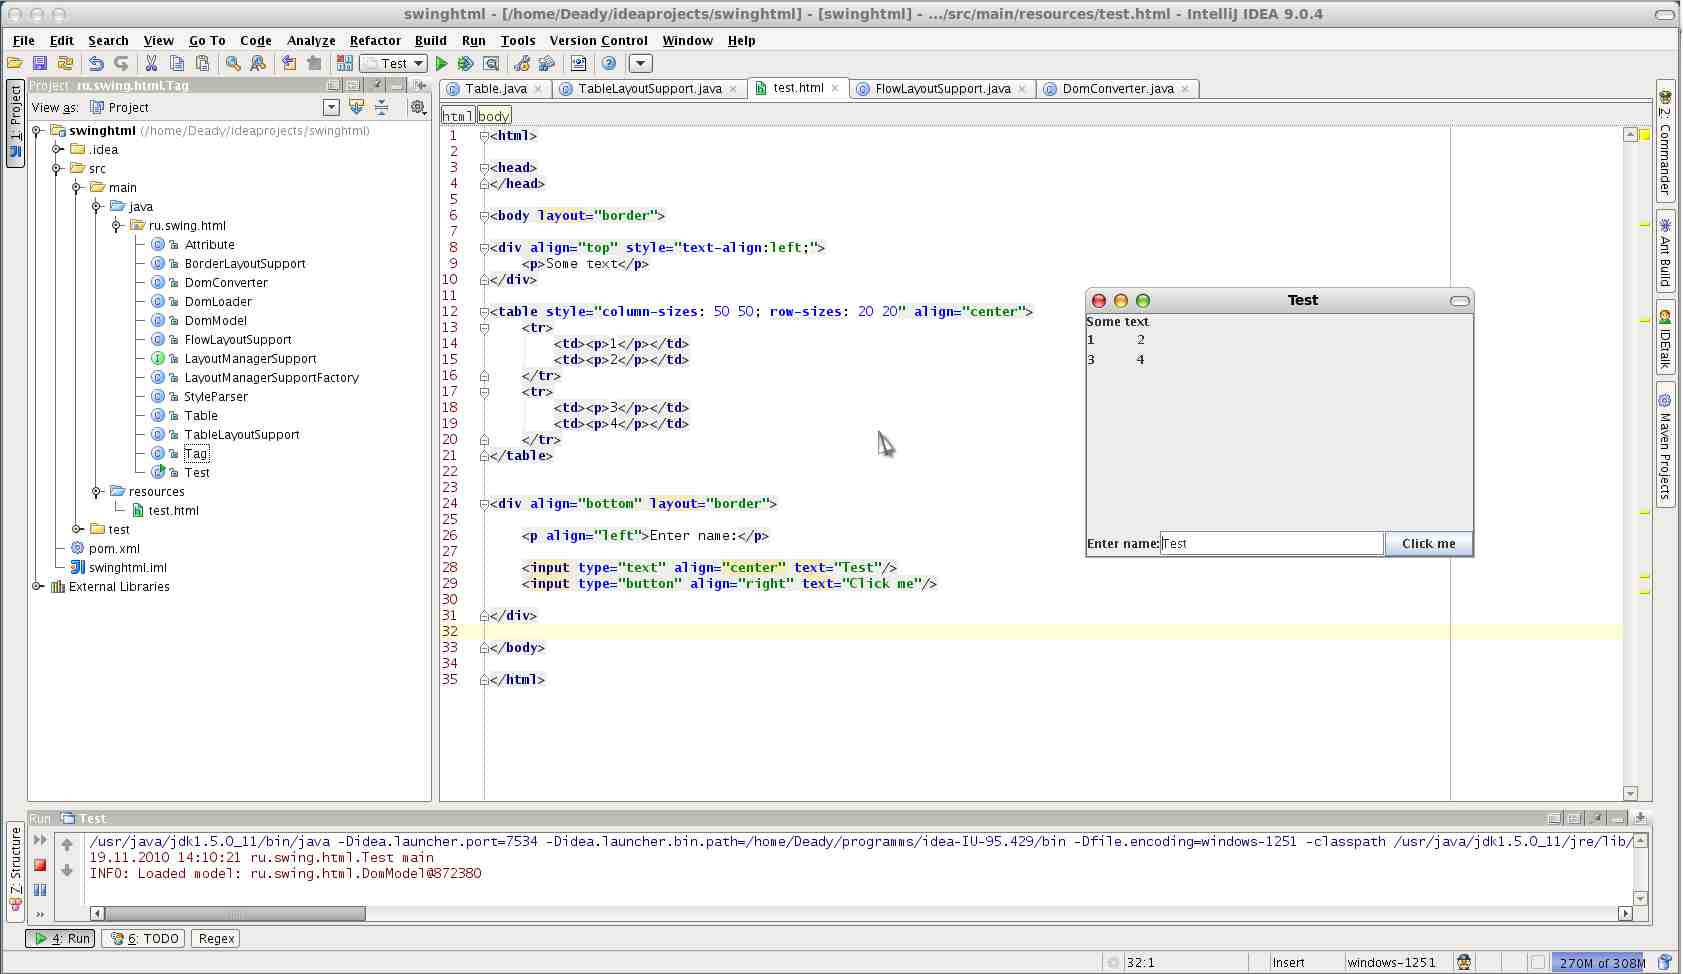 swinghtml - [/home/Deady/ideaprojects/swinghtml] - [swinghtml] - .../src/main/resources/test.html - IntelliJ IDEA 9.0.4
File Edit Search View Go To Code Analyze Refactor Build Run Tools Version Control Window Help
Test
Project ru.swing.html.Tag
View as: Project
1: Project
swinghtml (/home/Deady/ideaprojects/swinghtml)
.idea
src
main
java
ru.swing.html
Attribute
BorderLayoutSupport
DomConverter
DomLoader
DomModel
FlowLayoutSupport
LayoutManagerSupport
LayoutManagerSupportFactory
StyleParser
Table
TableLayoutSupport
Tag
Test
resources
test.html
test
pom.xml
swinghtml.iml
External Libraries
Table.java TableLayoutSupport.java test.html FlowLayoutSupport.java DomConverter.java
html body
1 <html>
2
3 <head>
4 </head>
5
6 <body layout="border">
7
8 <div align="top" style="text-align:left;">
9 <p>Some text</p>
10 </div>
11
12 <table style="column-sizes: 50 50; row-sizes: 20 20" align="center">
13 <tr>
14 <td><p>1</p></td>
15 <td><p>2</p></td>
16 </tr>
17 <tr>
18 <td><p>3</p></td>
19 <td><p>4</p></td>
20 </tr>
21 </table>
22
23
24 <div align="bottom" layout="border">
25
26 <p align="left">Enter name:</p>
27
28 <input type="text" align="center" text="Test"/>
29 <input type="button" align="right" text="Click me"/>
30
31 </div>
32
33 </body>
34
35 </html>
Test
Some text
1 2
3 4
Enter name: Test Click me
2: Commander
Ant Build
IDEtalk
Maven Projects
Run Test
7: Structure
/usr/java/jdk1.5.0_11/bin/java -Didea.launcher.port=7534 -Didea.launcher.bin.path=/home/Deady/programms/idea-IU-95.429/bin -Dfile.encoding=windows-1251 -classpath /usr/java/jdk1.5.0_11/jre/lib/
19.11.2010 14:10:21 ru.swing.html.Test main
INFO: Loaded model: ru.swing.html.DomModel@872380
4: Run 6: TODO Regex
32:1 Insert windows-1251 270M of 308M